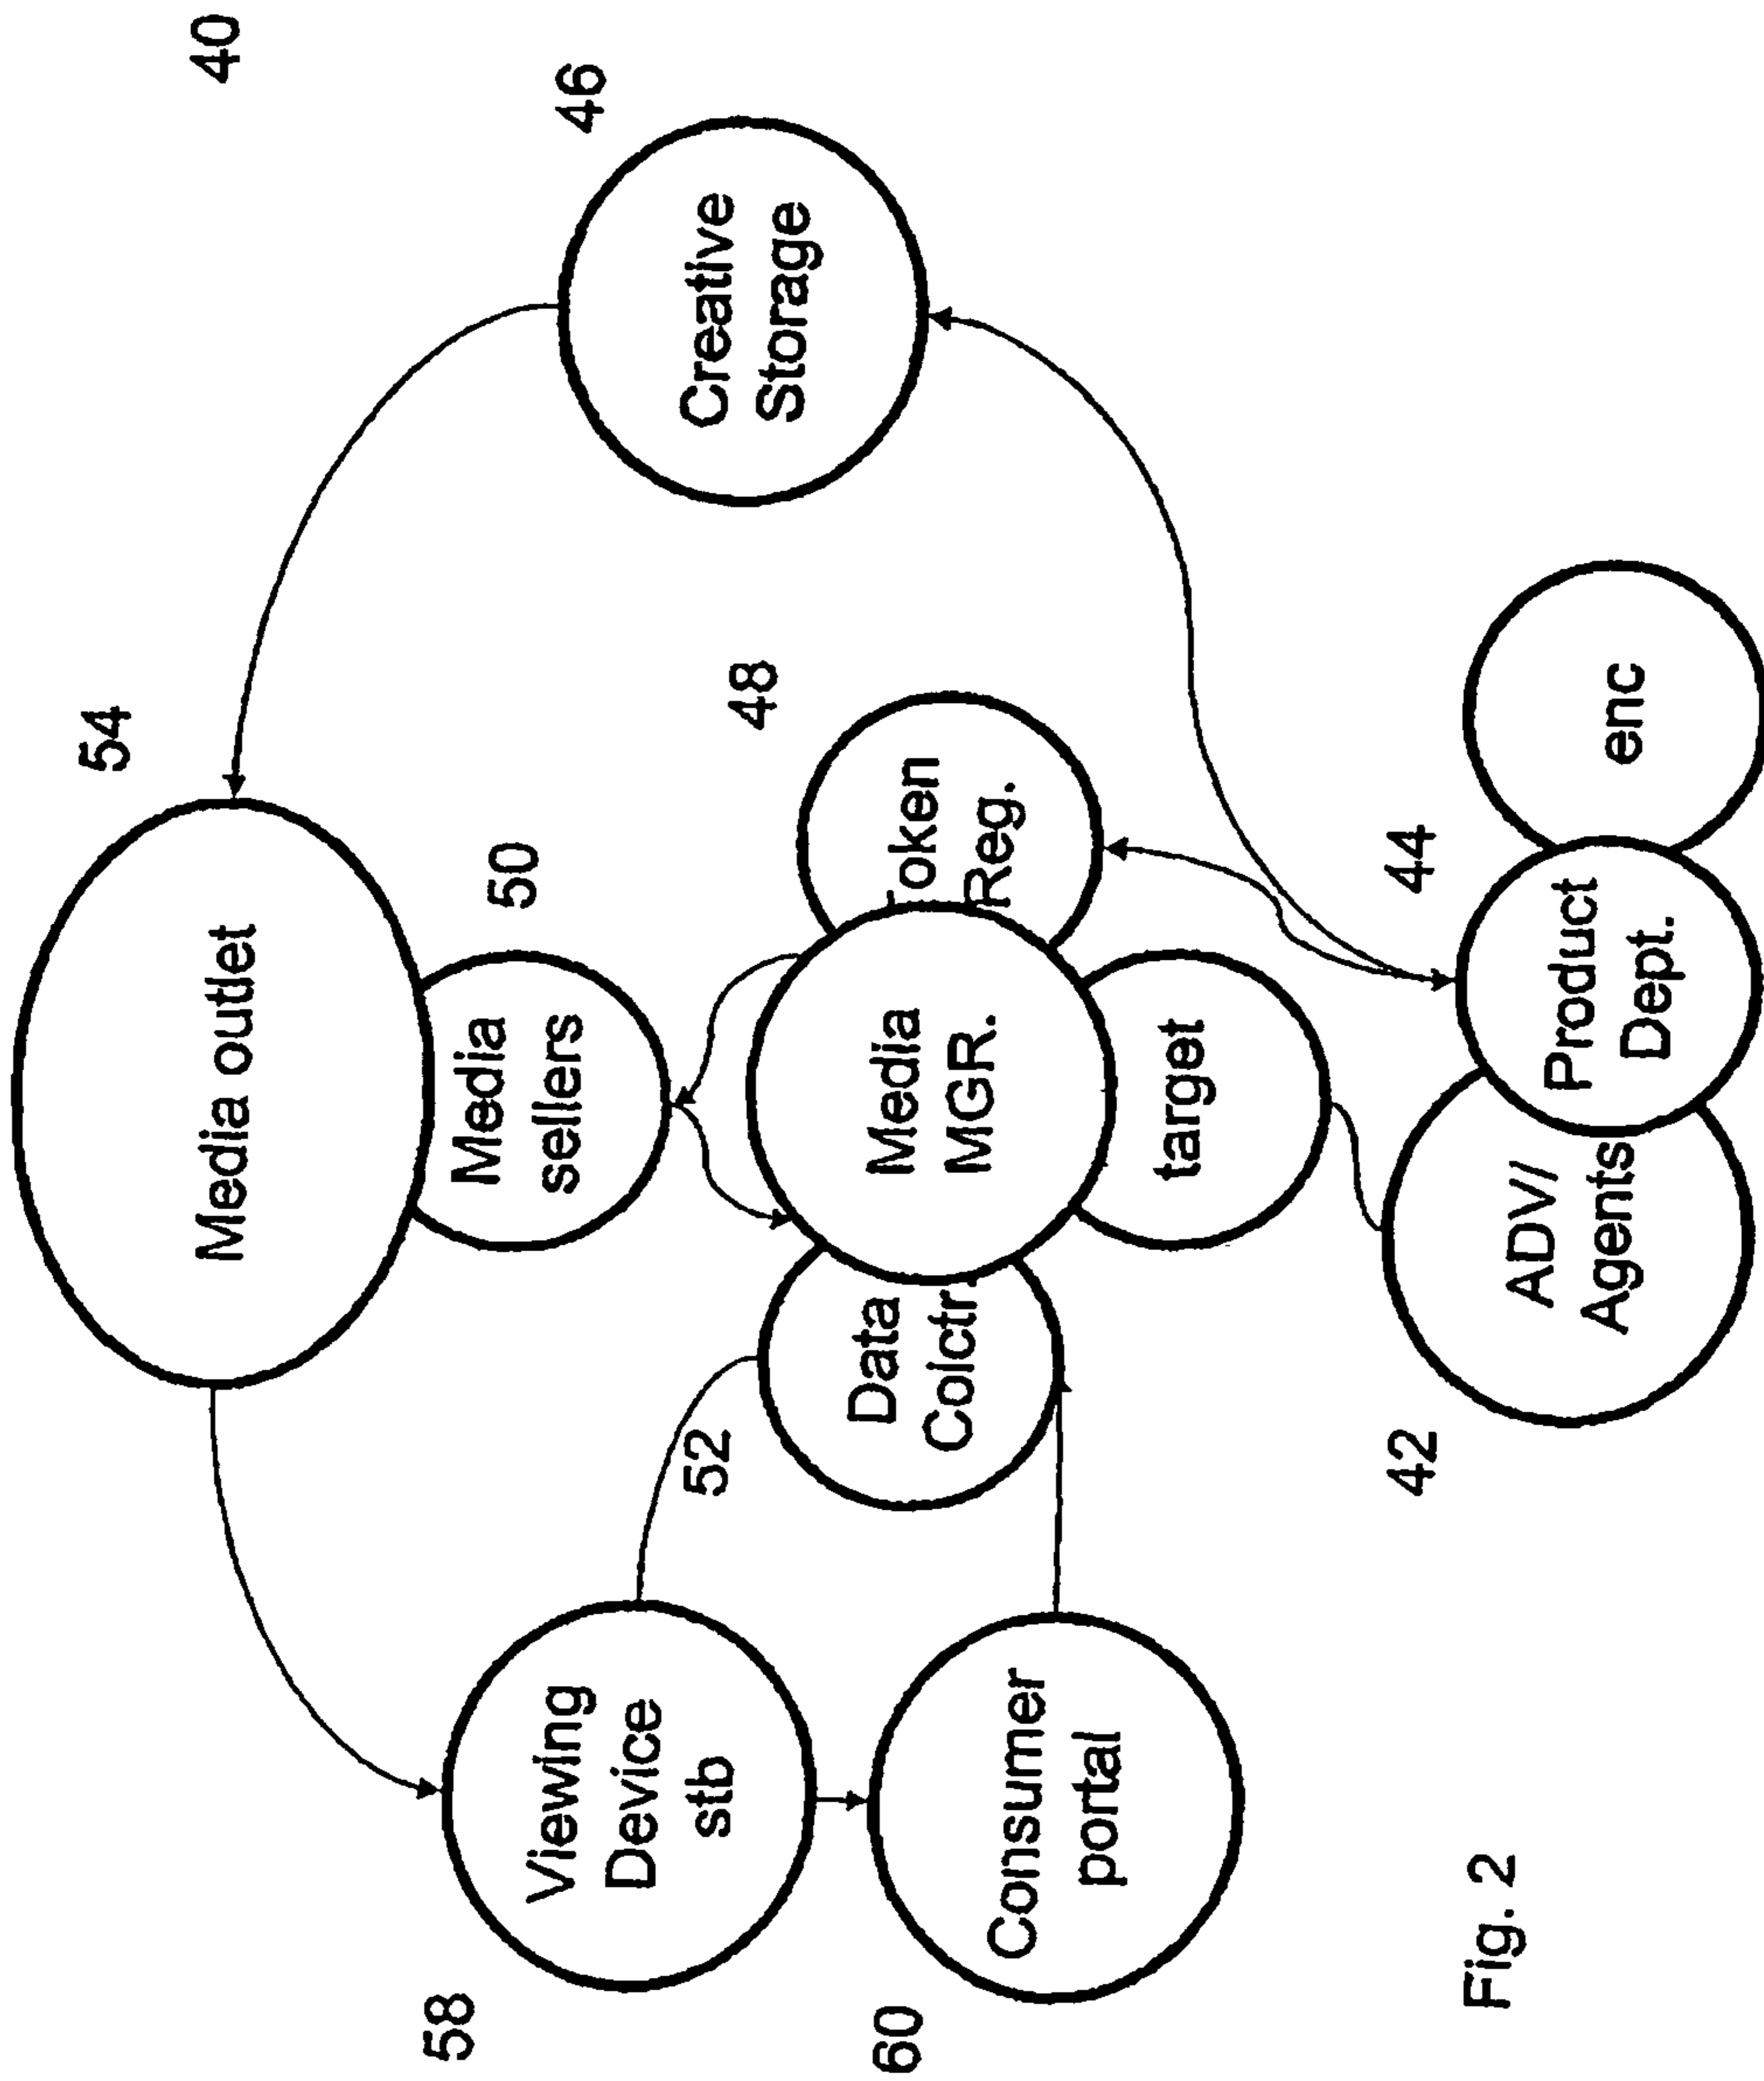 40
54
46
Media outlet
50
Media
sellers
Creative
Storage
48
58
Viewing
Device
stb
52
Data
Colctr.
Media
MGR.
Token
Reg.
60
Consumer
portal
target
42
44
ADV/
Agents
Product
Dept.
enc
Fig. 2